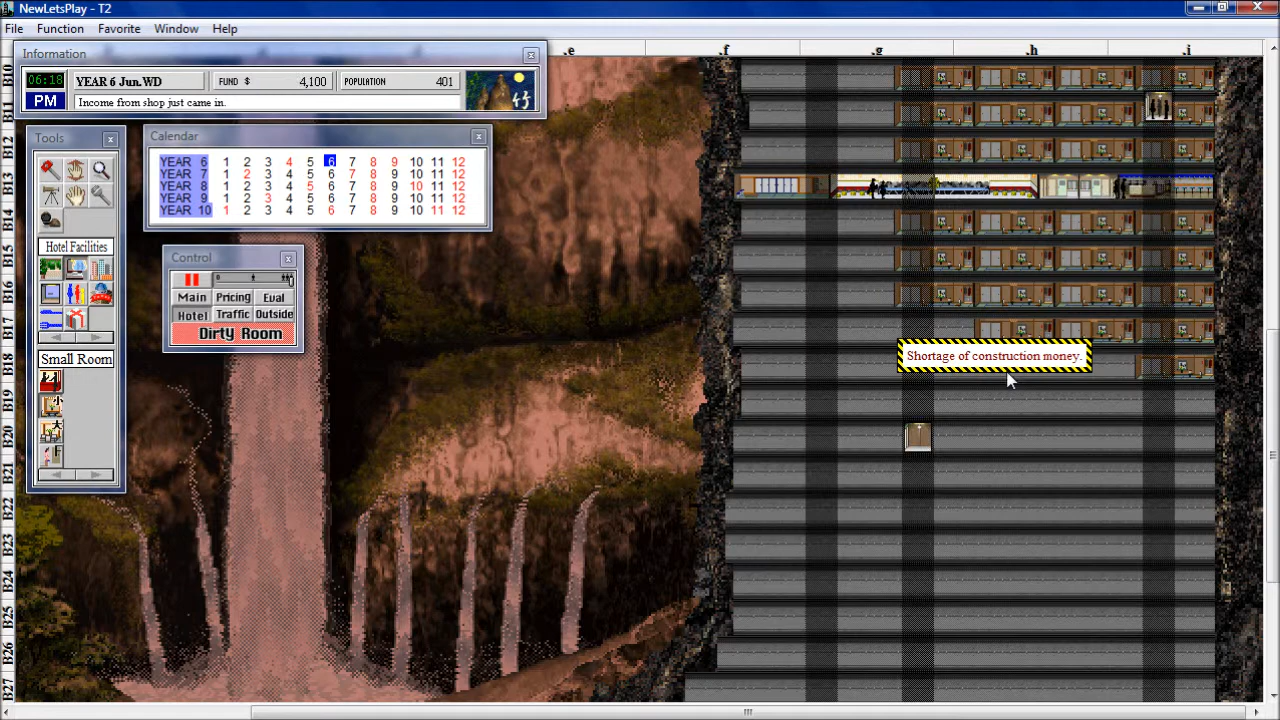 NewLetsPlay - T2
File Function Favorite Window Help
,e ,f ,g ,h ,i
Information
06:18 YEAR 6 Jun.WD FUND $ 4,100 POPULATION 401
PM Income from shop just came in.
Tools
Calendar
YEAR 6 1 2 3 4 5 6 7 8 9 10 11 12
YEAR 7 1 2 3 4 5 6 7 8 9 10 11 12
YEAR 8 1 2 3 4 5 6 7 8 9 10 11 12
YEAR 9 1 2 3 4 5 6 7 8 9 10 11 12
YEAR 10 1 2 3 4 5 6 7 8 9 10 11 12
Hotel Facilities
Control
0
Main Pricing Eval
Hotel Traffic Outside
Dirty Room
Small Room
Shortage of construction money.
B10
B11
B12
B13
B14
B15
B16
B17
B18
B19
B20
B21
B22
B23
B24
B25
B26
B27